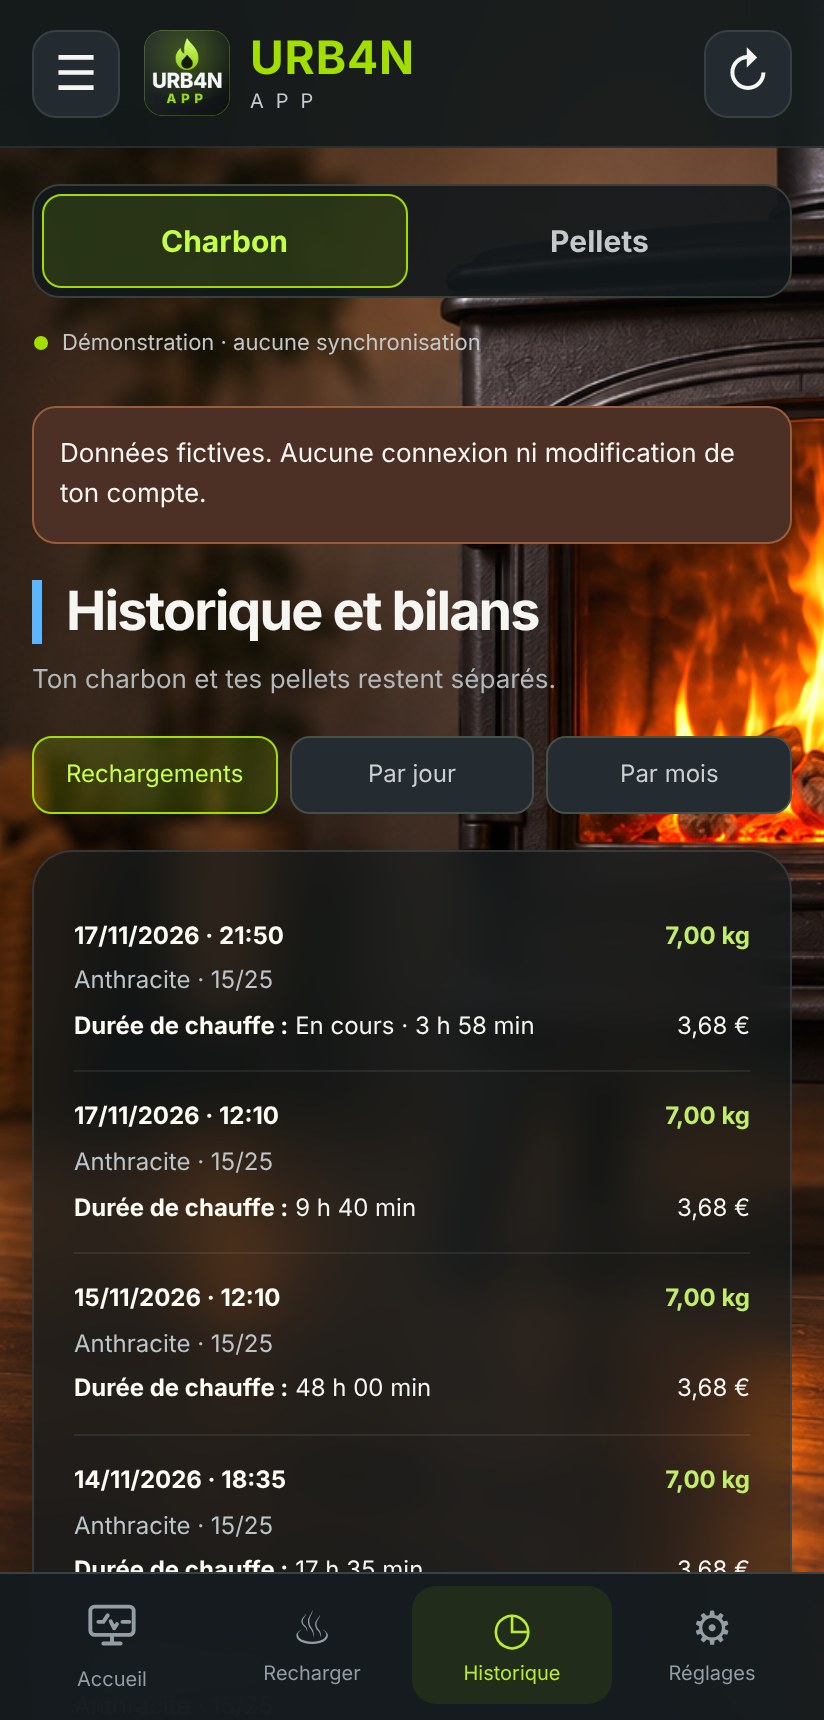 ☰
URB4N
APP
URB4N
APP
Charbon
Pellets
Démonstration · aucune synchronisation
Données fictives. Aucune connexion ni modification de
ton compte.
Historique et bilans
Ton charbon et tes pellets restent séparés.
Rechargements
Par jour
Par mois
17/11/2026 · 21:50 7,00 kg
Anthracite · 15/25
Durée de chauffe : En cours · 3 h 58 min 3,68 €
17/11/2026 · 12:10 7,00 kg
Anthracite · 15/25
Durée de chauffe : 9 h 40 min 3,68 €
15/11/2026 · 12:10 7,00 kg
Anthracite · 15/25
Durée de chauffe : 48 h 00 min 3,68 €
14/11/2026 · 18:35 7,00 kg
Anthracite · 15/25
Durée de chauffe : 17 h 35 min 3,68 €
Accueil
Recharger
Historique
Réglages
Anthracite · 15/25